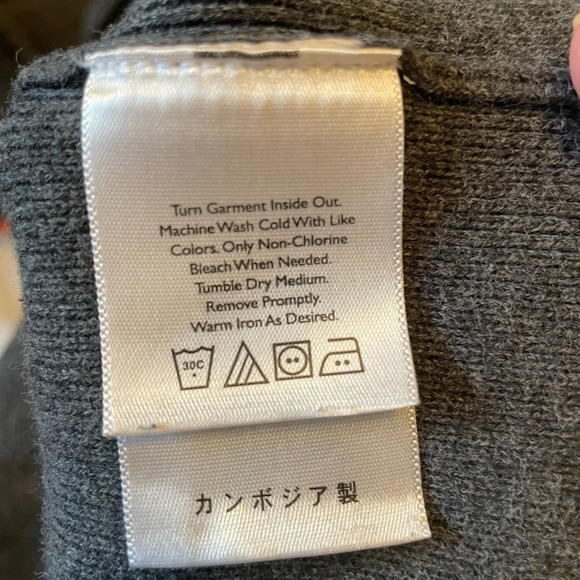 Turn Garment Inside Out.
Machine Wash Cold With Like
Colors. Only Non-Chlorine
Bleach When Needed.
Tumble Dry Medium.
Remove Promptly.
Warm Iron As Desired.
30C
カンボジア製